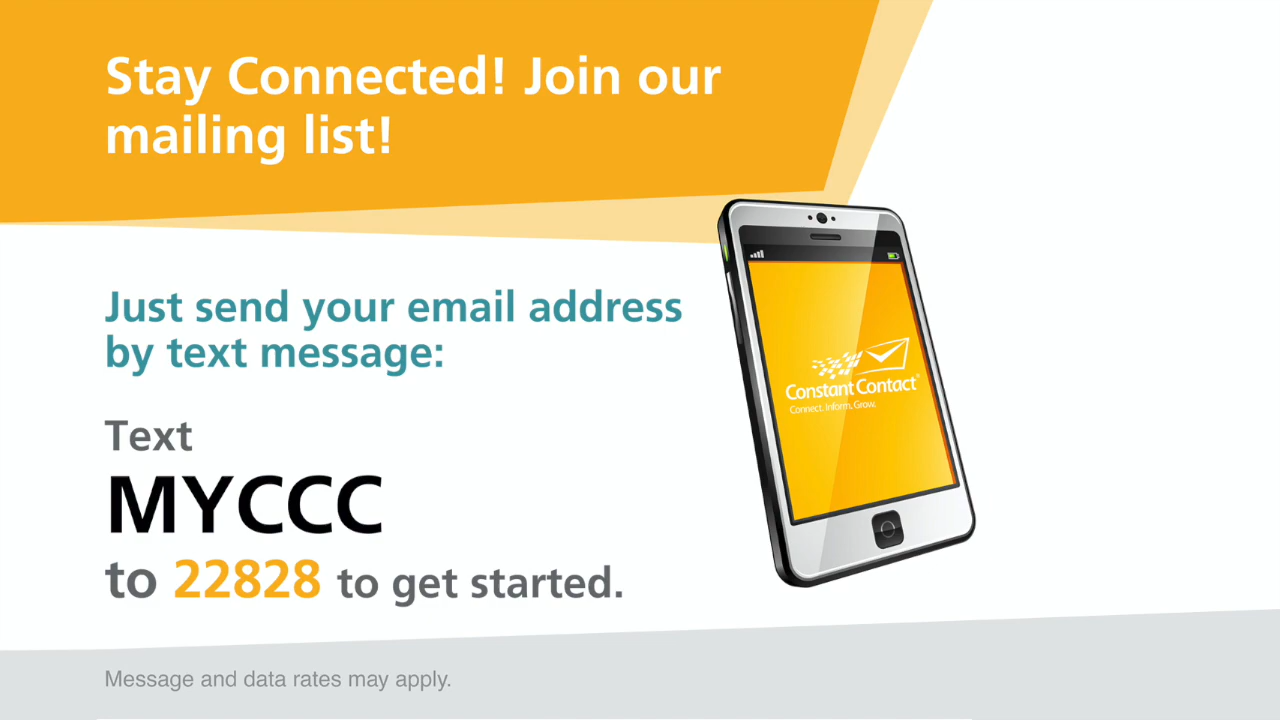 Stay Connected! Join our
mailing list!
Just send your email address
by text message:
Text
MYCCC
to 22828 to get started.
Constant Contact®
Connect. Inform. Grow.
Message and data rates may apply.